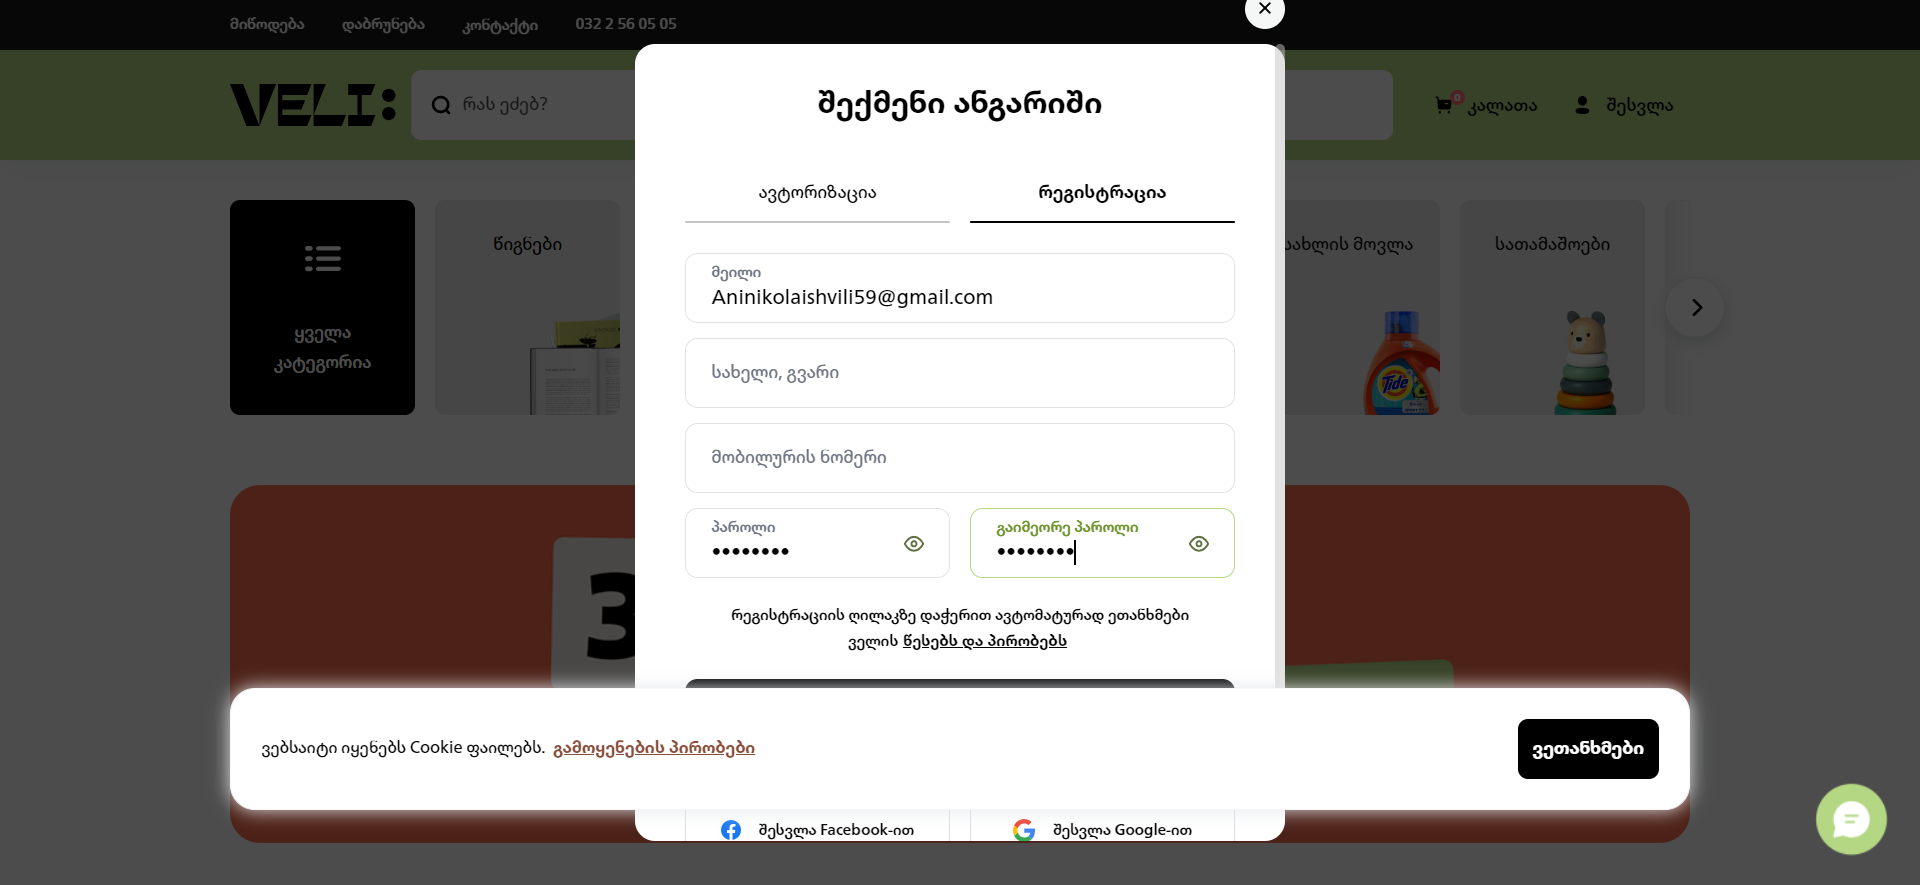 მიწოდება
დაბრუნება
კონტაქტი
032 2 56 05 05
VELI:
რას ეძებ?
0
კალათა
შესვლა
ყველა
კატეგორია
წიგნები
სახლის მოვლა
სათამაშოები
Tide
3
შექმენი ანგარიში
ავტორიზაცია
რეგისტრაცია
მეილი
Aninikolaishvili59@gmail.com
სახელი, გვარი
მობილურის ნომერი
პაროლი
••••••••
გაიმეორე პაროლი
••••••••
რეგისტრაციის ღილაკზე დაჭერით ავტომატურად ეთანხმები
ველის წესებს და პირობებს
ვებსაიტი იყენებს Cookie ფაილებს. გამოყენების პირობები
ვეთანხმები
შესვლა Facebook-ით
შესვლა Google-ით